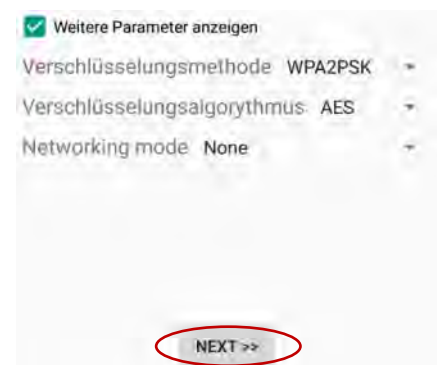 Weitere Parameter anzeigen
Verschlüsselungsmethode WPA2PSK
Verschlüsselungsalgorythmus AES
Networking mode None
NEXT >>